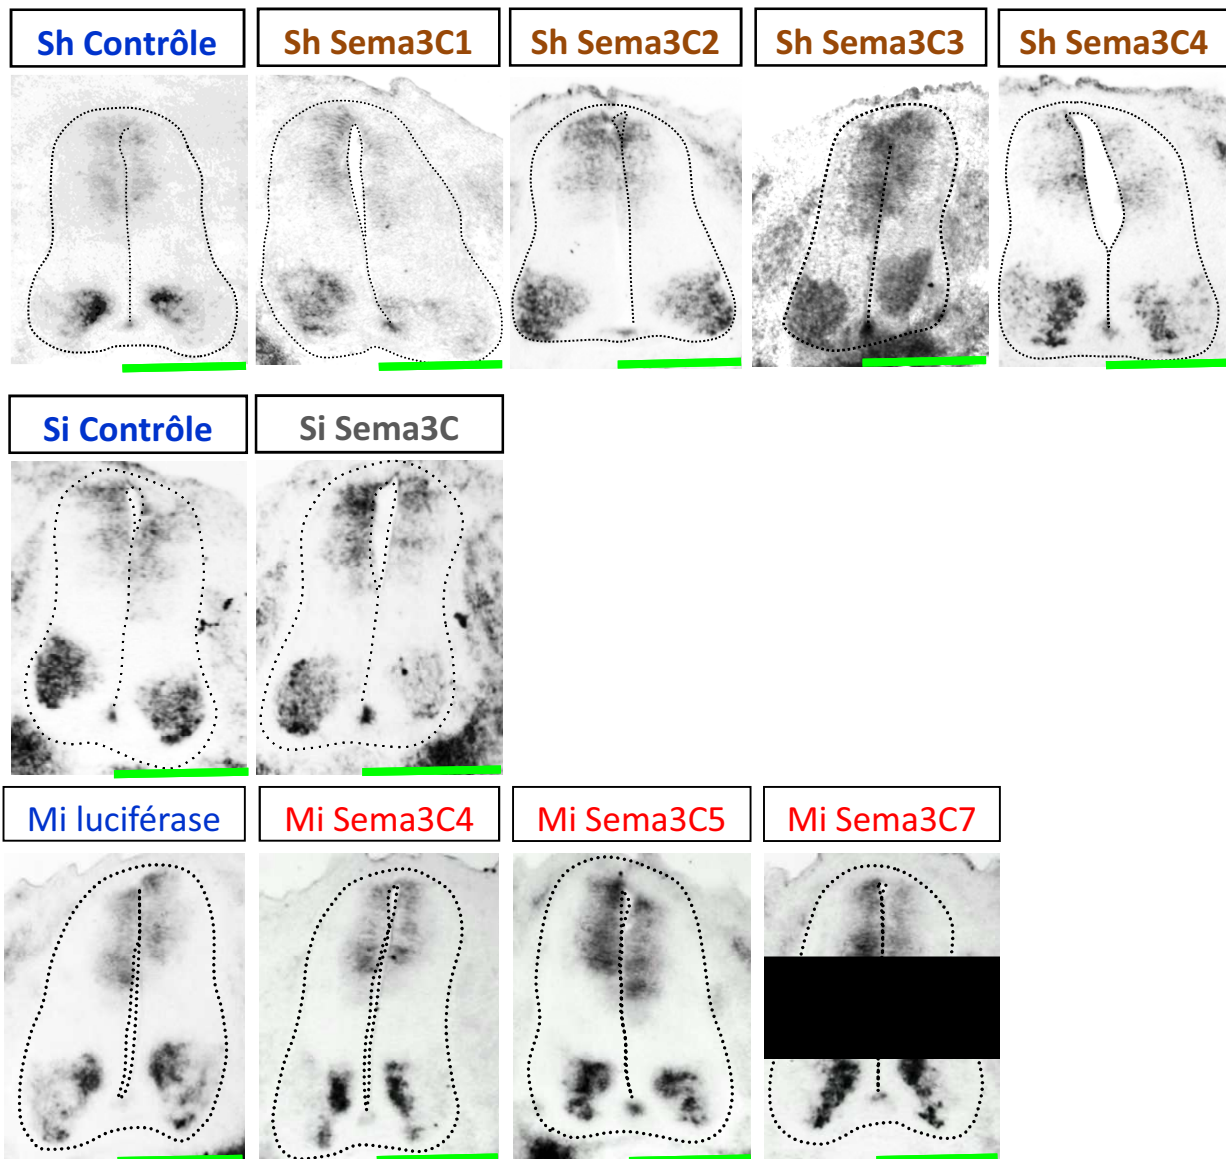 Sh Contrôle
Sh Sema3C1
Sh Sema3C2
Sh Sema3C3
Sh Sema3C4
Si Contrôle
Si Sema3C
Mi luciférase
Mi Sema3C4
Mi Sema3C5
Mi Sema3C7